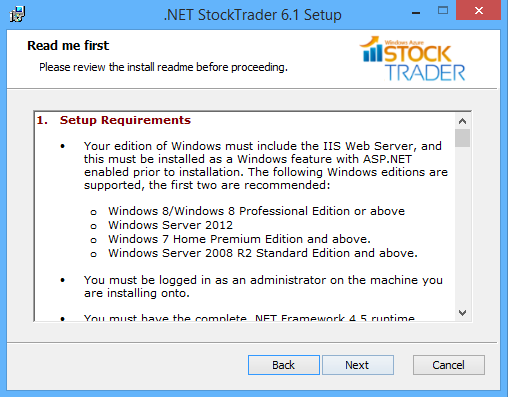 .NET StockTrader 6.1 Setup
Read me first
Please review the install readme before proceeding.
Windows Azure
STOCK
TRADER
1. Setup Requirements
• Your edition of Windows must include the IIS Web Server, and
this must be installed as a Windows feature with ASP.NET
enabled prior to installation. The following Windows editions are
supported, the first two are recommended:
o Windows 8/Windows 8 Professional Edition or above
o Windows Server 2012
o Windows 7 Home Premium Edition and above.
o Windows Server 2008 R2 Standard Edition and above.
• You must be logged in as an administrator on the machine you
are installing onto.
• You must have the complete .NET Framework 4.5 runtime
Back
Next
Cancel